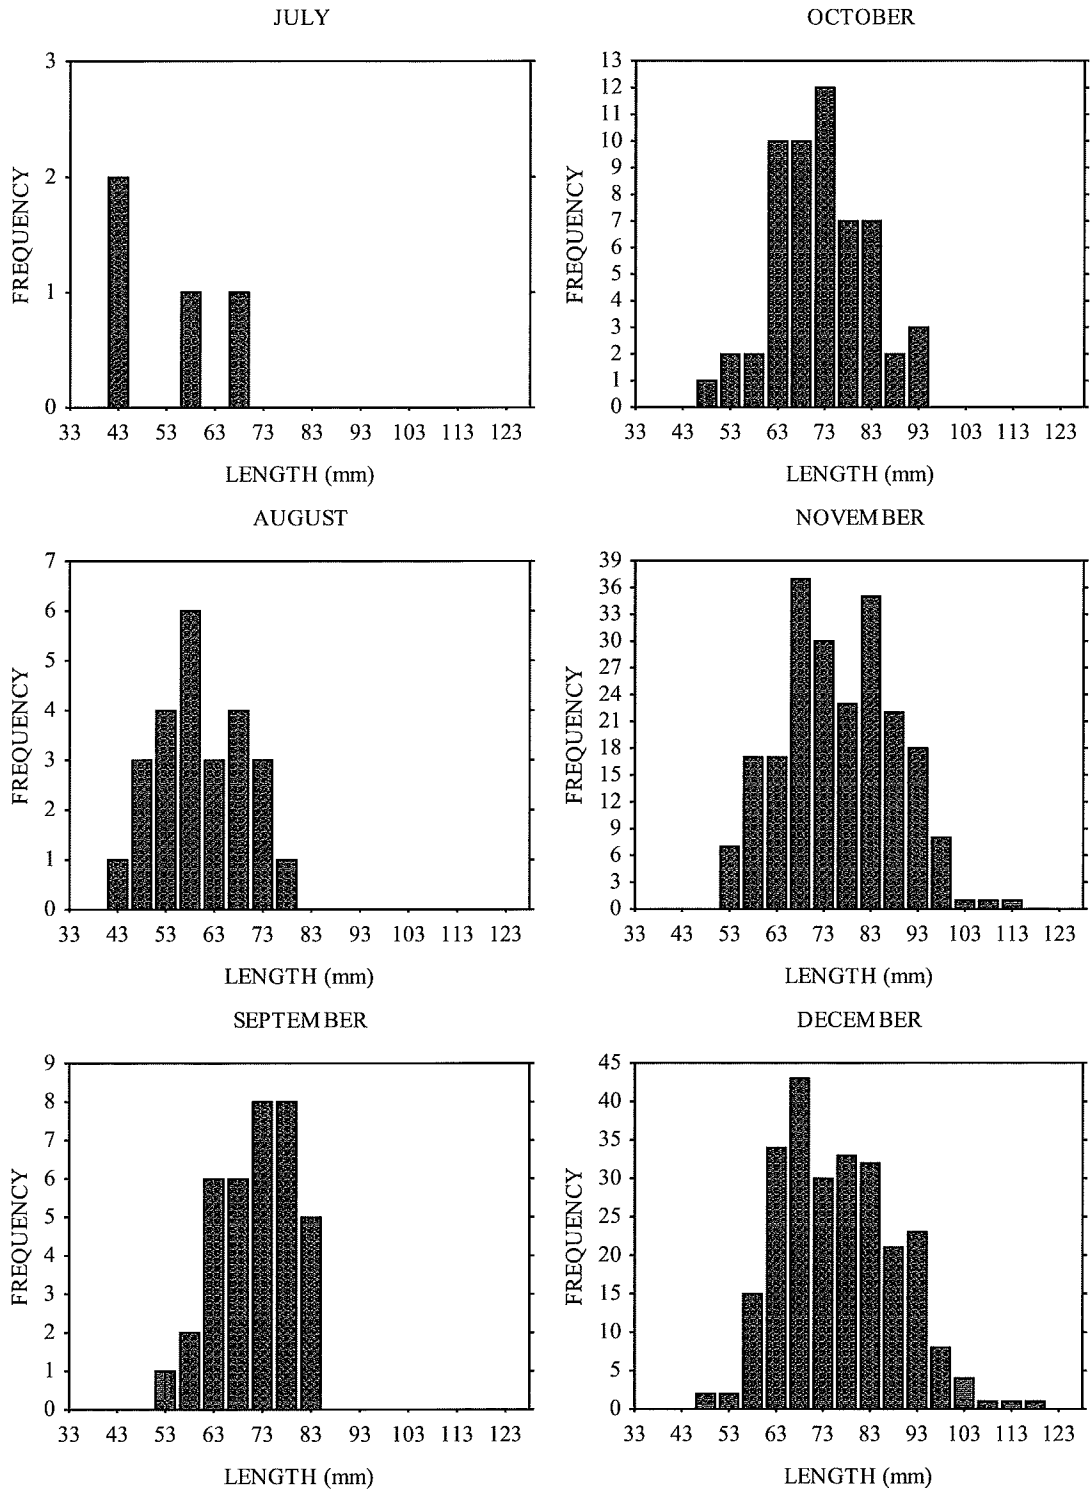 JULY
3
2
1
0
FREQUENCY
33 43 53 63 73 83 93 103 113 123
LENGTH (mm)
AUGUST
7
6
5
4
3
2
1
0
FREQUENCY
33 43 53 63 73 83 93 103 113 123
LENGTH (mm)
SEPTEMBER
9
8
7
6
5
4
3
2
1
0
FREQUENCY
33 43 53 63 73 83 93 103 113 123
LENGTH (mm)
OCTOBER
13
12
11
10
9
8
7
6
5
4
3
2
1
0
FREQUENCY
33 43 53 63 73 83 93 103 113 123
LENGTH (mm)
NOVEMBER
39
36
33
30
27
24
21
18
15
12
9
6
3
0
FREQUENCY
33 43 53 63 73 83 93 103 113 123
LENGTH (mm)
DECEMBER
45
40
35
30
25
20
15
10
5
0
FREQUENCY
33 43 53 63 73 83 93 103 113 123
LENGTH (mm)